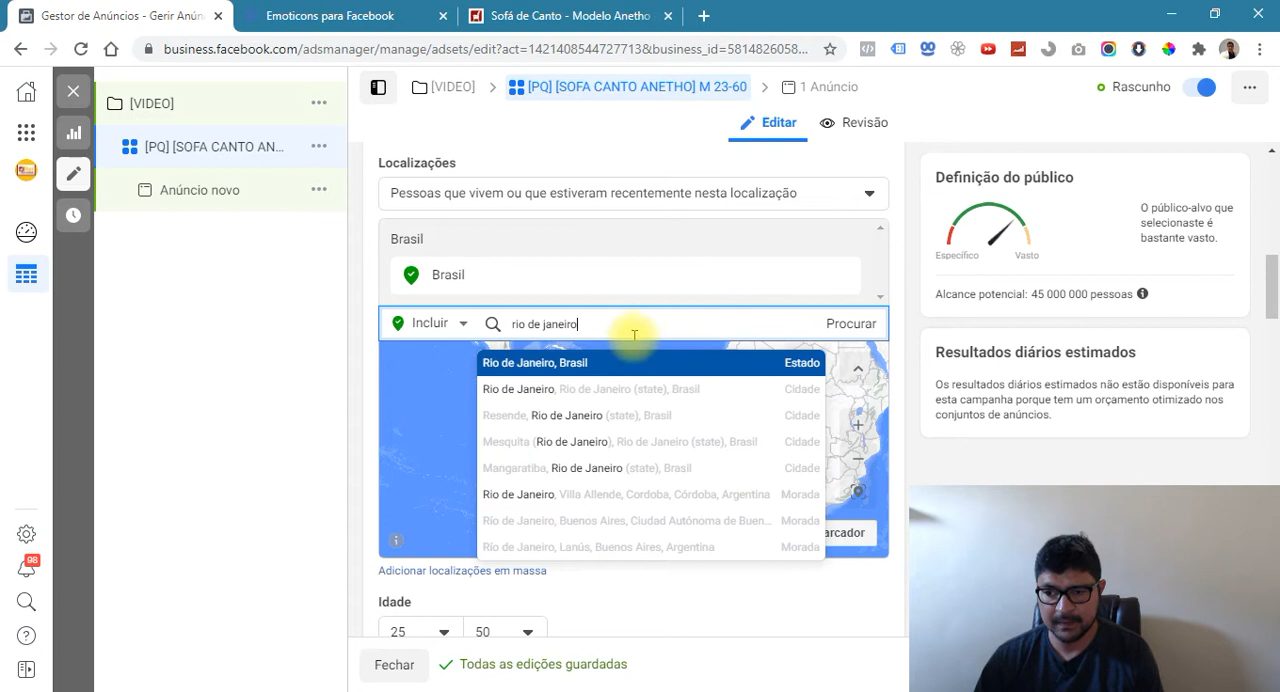 Gestor de Anúncios - Gerir Anún
Emoticons para Facebook
Sofá de Canto - Modelo Anetho
business.facebook.com/adsmanager/manage/adsets/edit?act=1421408544727713&business_id=5814826058...
[VIDEO]
[PQ] [SOFA CANTO AN...
Anúncio novo
98
[VIDEO]
[PQ] [SOFA CANTO ANETHO] M 23-60
1 Anúncio
Rascunho
Editar
Revisão
Localizações
Pessoas que vivem ou que estiveram recentemente nesta localização
Brasil
Brasil
Incluir
rio de janeiro
Procurar
Rio de Janeiro, Brasil Estado
Rio de Janeiro, Rio de Janeiro (state), Brasil Cidade
Resende, Rio de Janeiro (state), Brasil Cidade
Mesquita (Rio de Janeiro), Rio de Janeiro (state), Brasil Cidade
Mangaratiba, Rio de Janeiro (state), Brasil Cidade
Rio de Janeiro, Villa Allende, Cordoba, Córdoba, Argentina Morada
Río de Janeiro, Buenos Aires, Ciudad Autónoma de Buen... Morada
Río de Janeiro, Lanús, Buenos Aires, Argentina Morada
arcador
Adicionar localizações em massa
Idade
25
50
Fechar
Todas as edições guardadas
Definição do público
O público-alvo que
selecionaste é
bastante vasto.
Específico
Vasto
Alcance potencial: 45 000 000 pessoas
Resultados diários estimados
Os resultados diários estimados não estão disponíveis para
esta campanha porque tem um orçamento otimizado nos
conjuntos de anúncios.